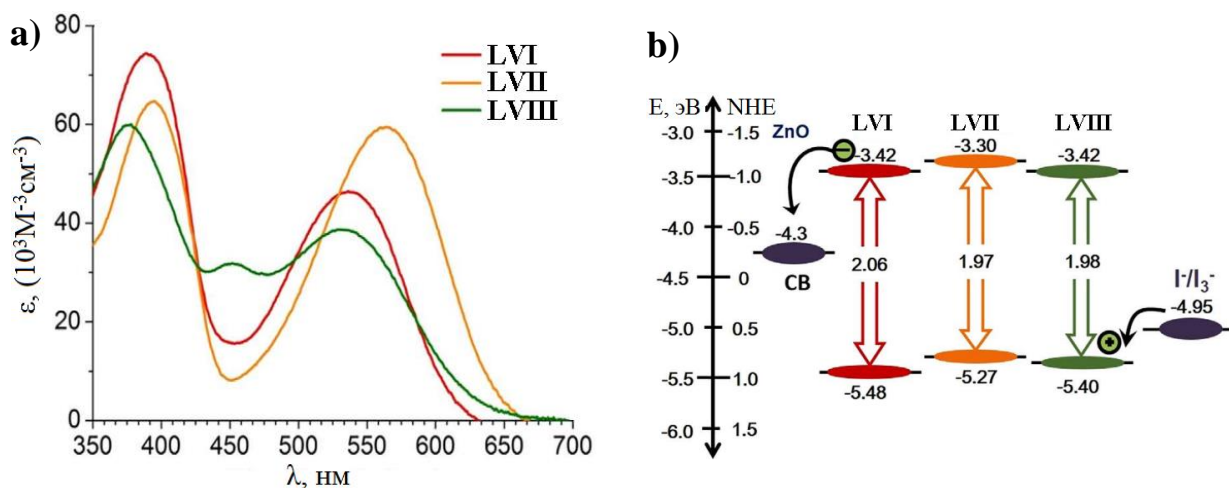 a)
80
60
40
20
0
ε, (10³M⁻³см⁻³)
350 400 450 500 550 600 650 700
λ, нм
LVI
LVII
LVIII
b)
E, эВ NHE
-3.0 -1.5
-3.5 -1.0
-4.0 -0.5
-4.5 0
-5.0 0.5
-5.5 1.0
-6.0 1.5
ZnO
-4.3
CB
LVI LVII LVIII
-3.42 -3.30 -3.42
2.06 1.97 1.98
-5.48 -5.27 -5.40
I⁻/I₃⁻
-4.95